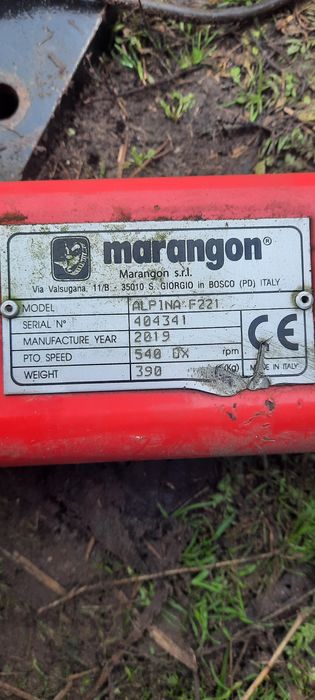 marangon®
Marangon s.r.l.
Via Valsugana, 11/B - 35010 S. GIORGIO in BOSCO (PD) ITALY
MODEL ALPINA F221
SERIAL N° 404341
MANUFACTURE YEAR 2019
PTO SPEED 540 DX rpm
WEIGHT 390 (Kg)
CE
MADE IN ITALY